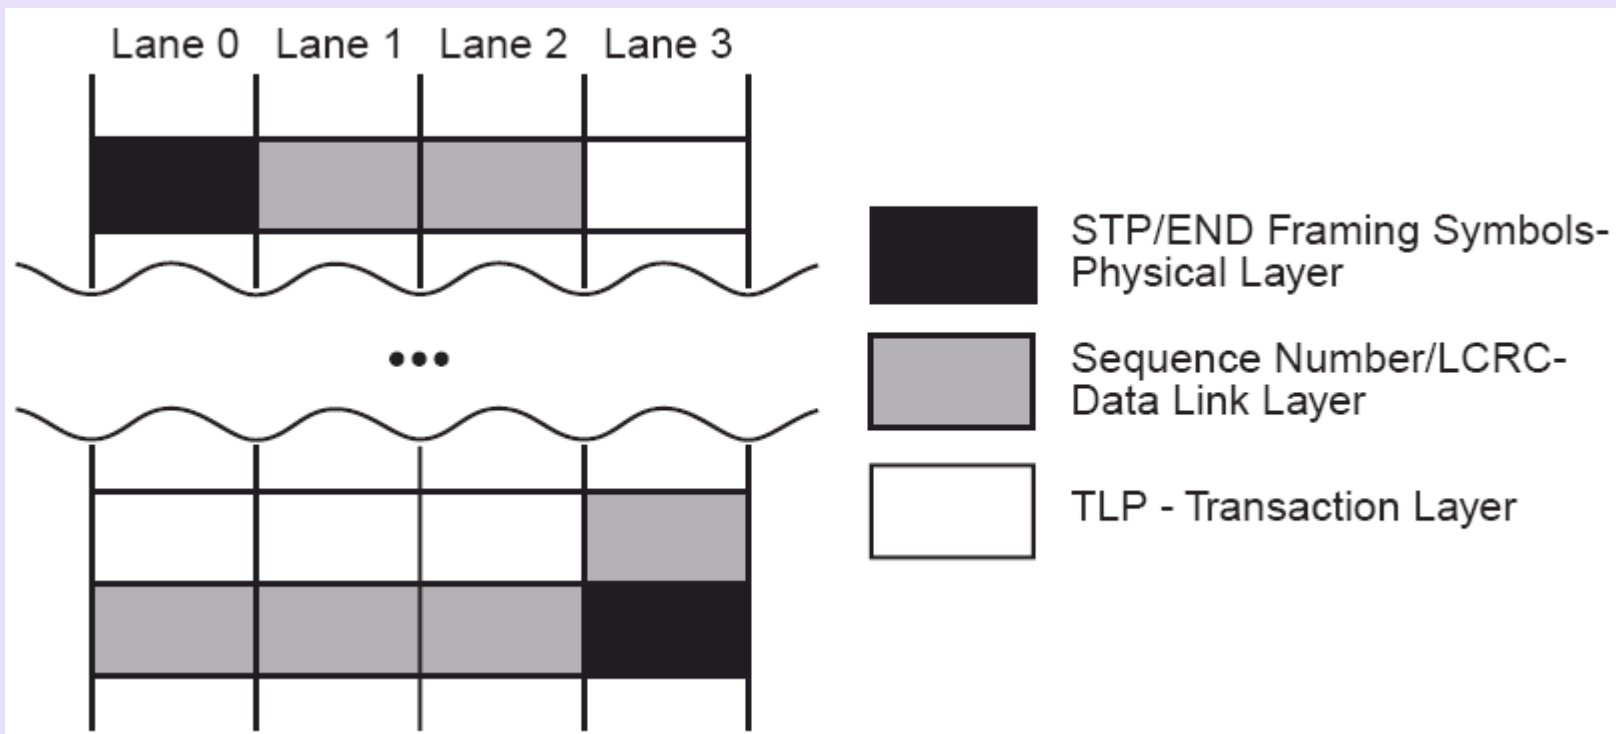 Lane 0 Lane 1 Lane 2 Lane 3
STP/END Framing Symbols-
Physical Layer
Sequence Number/LCRC-
Data Link Layer
TLP - Transaction Layer